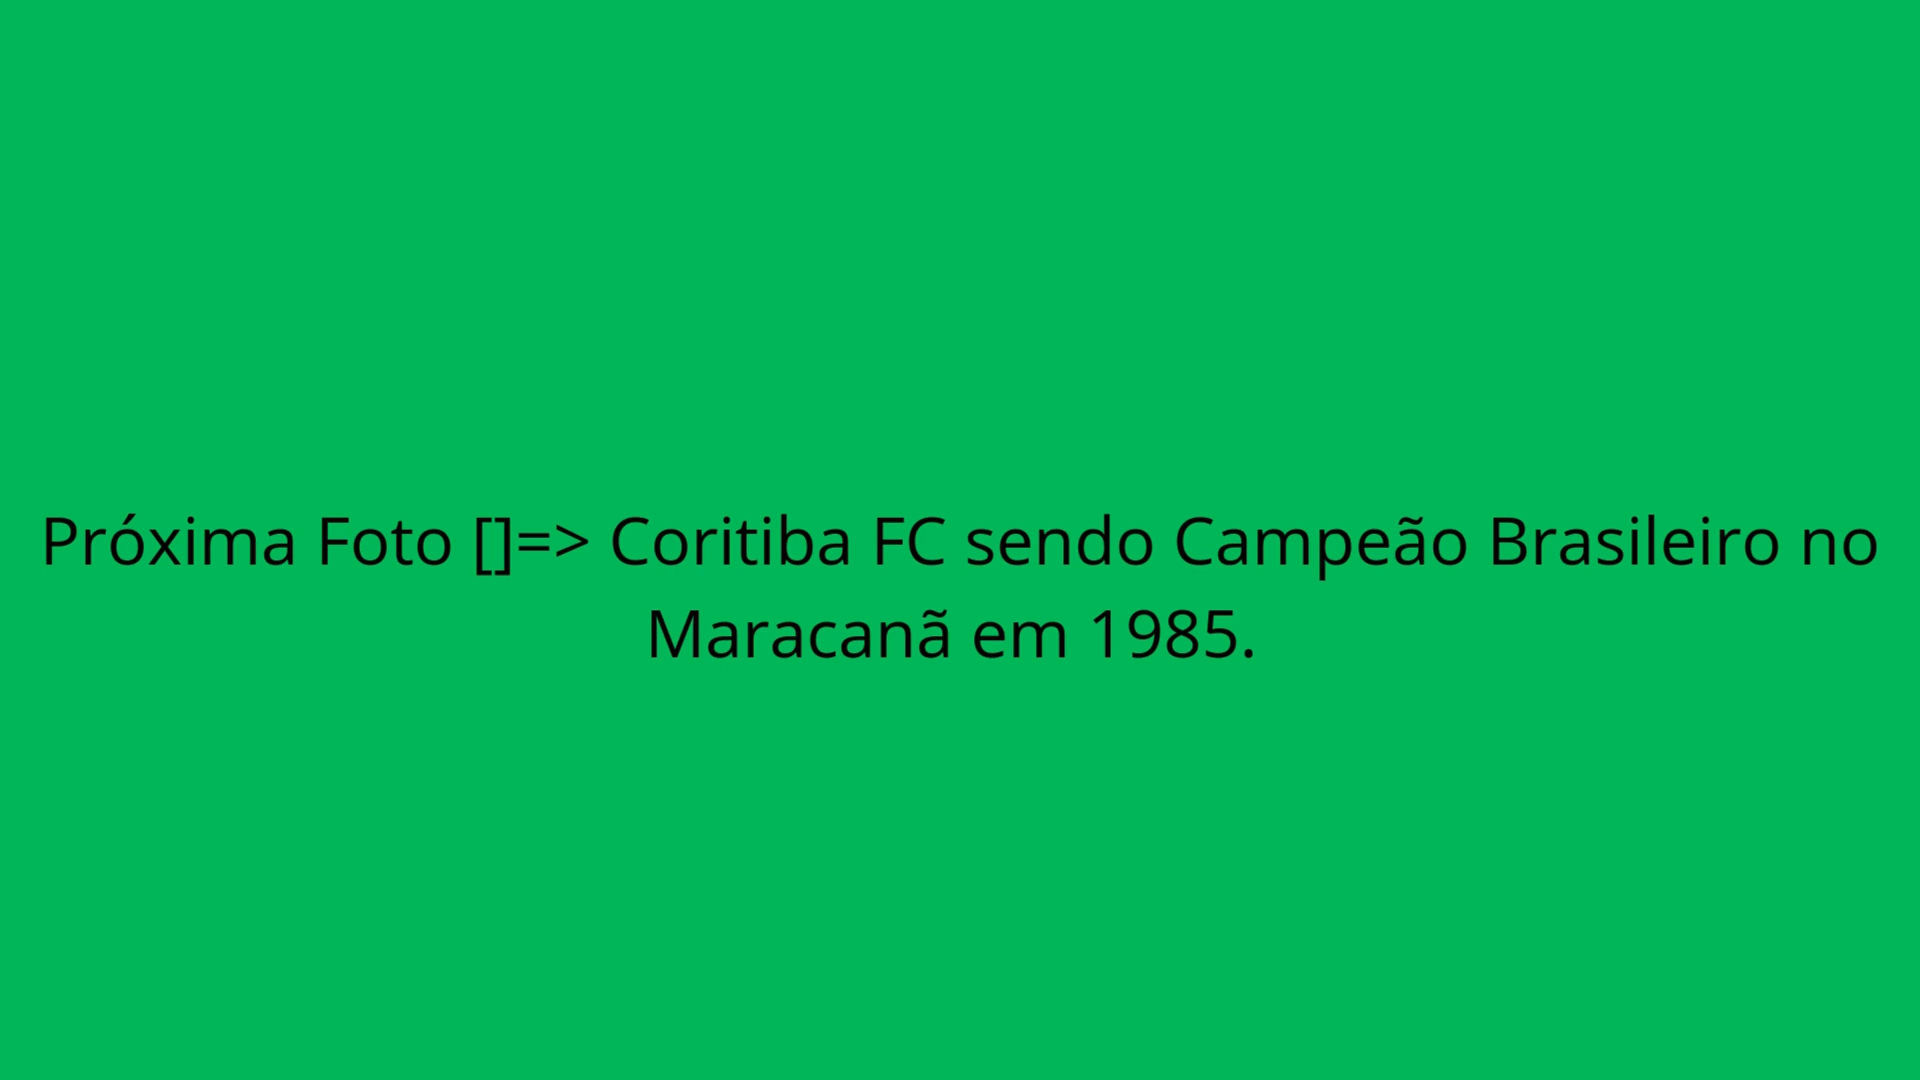 Próxima Foto []=> Coritiba FC sendo Campeão Brasileiro no
Maracanã em 1985.